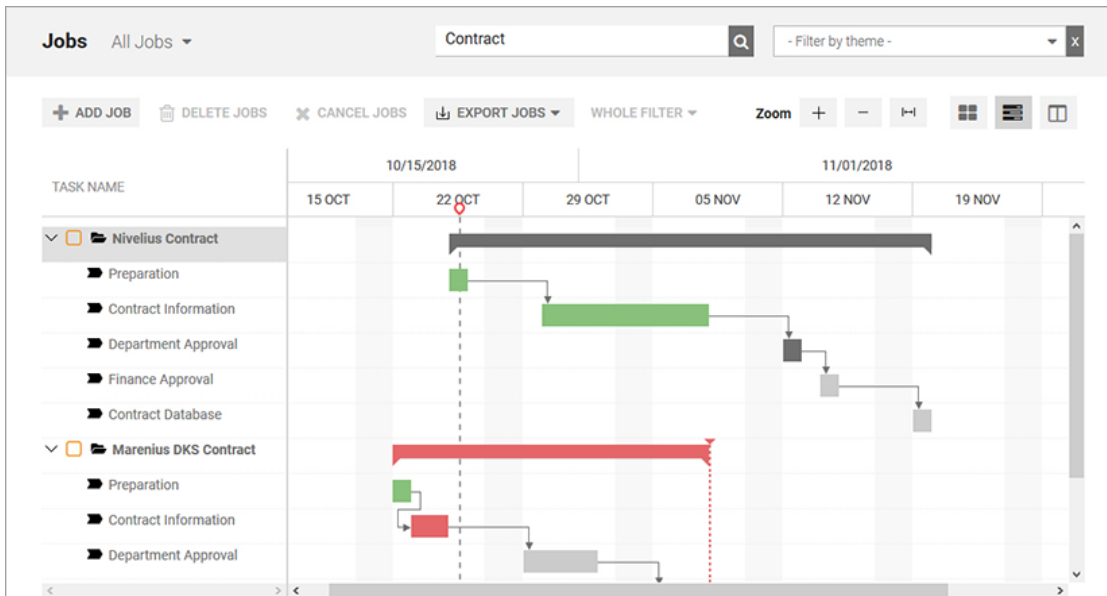 Jobs All Jobs Contract - Filter by theme - X
ADD JOB DELETE JOBS CANCEL JOBS EXPORT JOBS WHOLE FILTER Zoom
TASK NAME
10/15/2018 11/01/2018
15 OCT 22 OCT 29 OCT 05 NOV 12 NOV 19 NOV
Nivelius Contract
Preparation
Contract Information
Department Approval
Finance Approval
Contract Database
Marenius DKS Contract
Preparation
Contract Information
Department Approval